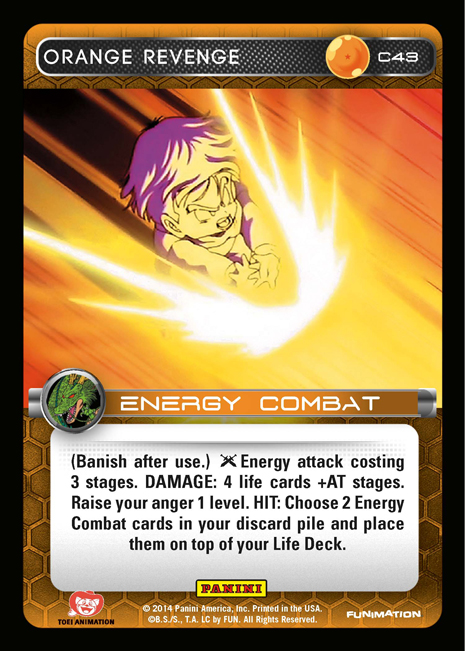 ORANGE REVENGE C43
ENERGY COMBAT
(Banish after use.) Energy attack costing
3 stages. DAMAGE: 4 life cards +AT stages.
Raise your anger 1 level. HIT: Choose 2 Energy
Combat cards in your discard pile and place
them on top of your Life Deck.
PANINI
TOEI ANIMATION
© 2014 Panini America, Inc. Printed in the USA.
©B.S./S., T.A. LC by FUN. All Rights Reserved.
FUNIMATION